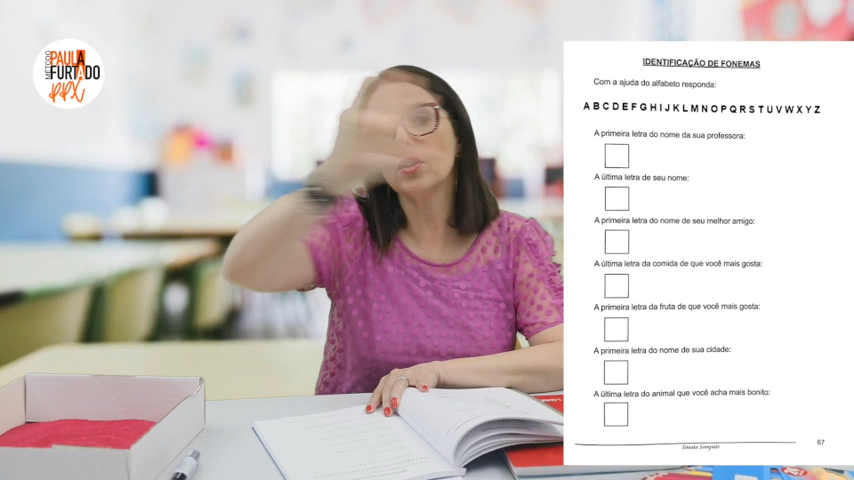 MÉTODO
PAULA
FURTADO
PPX
IDENTIFICAÇÃO DE FONEMAS
Com a ajuda do alfabeto responda:
A B C D E F G H I J K L M N O P Q R S T U V W X Y Z
A primeira letra do nome da sua professora:
A última letra de seu nome:
A primeira letra do nome de seu melhor amigo:
A última letra da comida de que você mais gosta:
A primeira letra da fruta de que você mais gosta:
A primeira letra do nome de sua cidade:
A última letra do animal que você acha mais bonito:
67